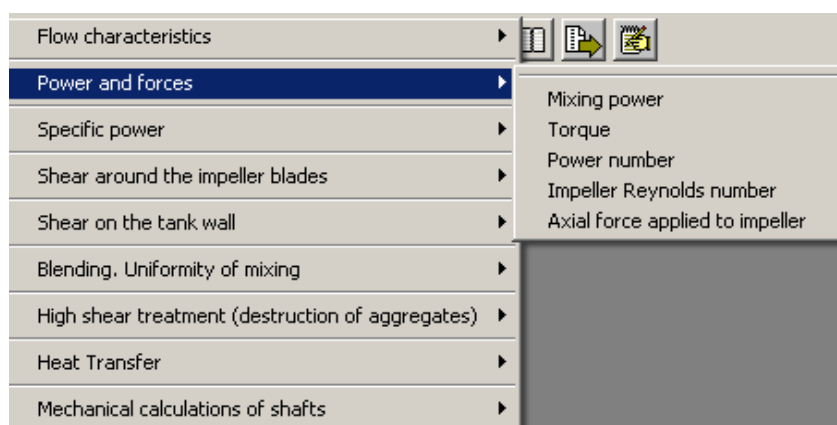 Flow characteristics
Power and forces
Specific power
Shear around the impeller blades
Shear on the tank wall
Blending. Uniformity of mixing
High shear treatment (destruction of aggregates)
Heat Transfer
Mechanical calculations of shafts
Mixing power
Torque
Power number
Impeller Reynolds number
Axial force applied to impeller